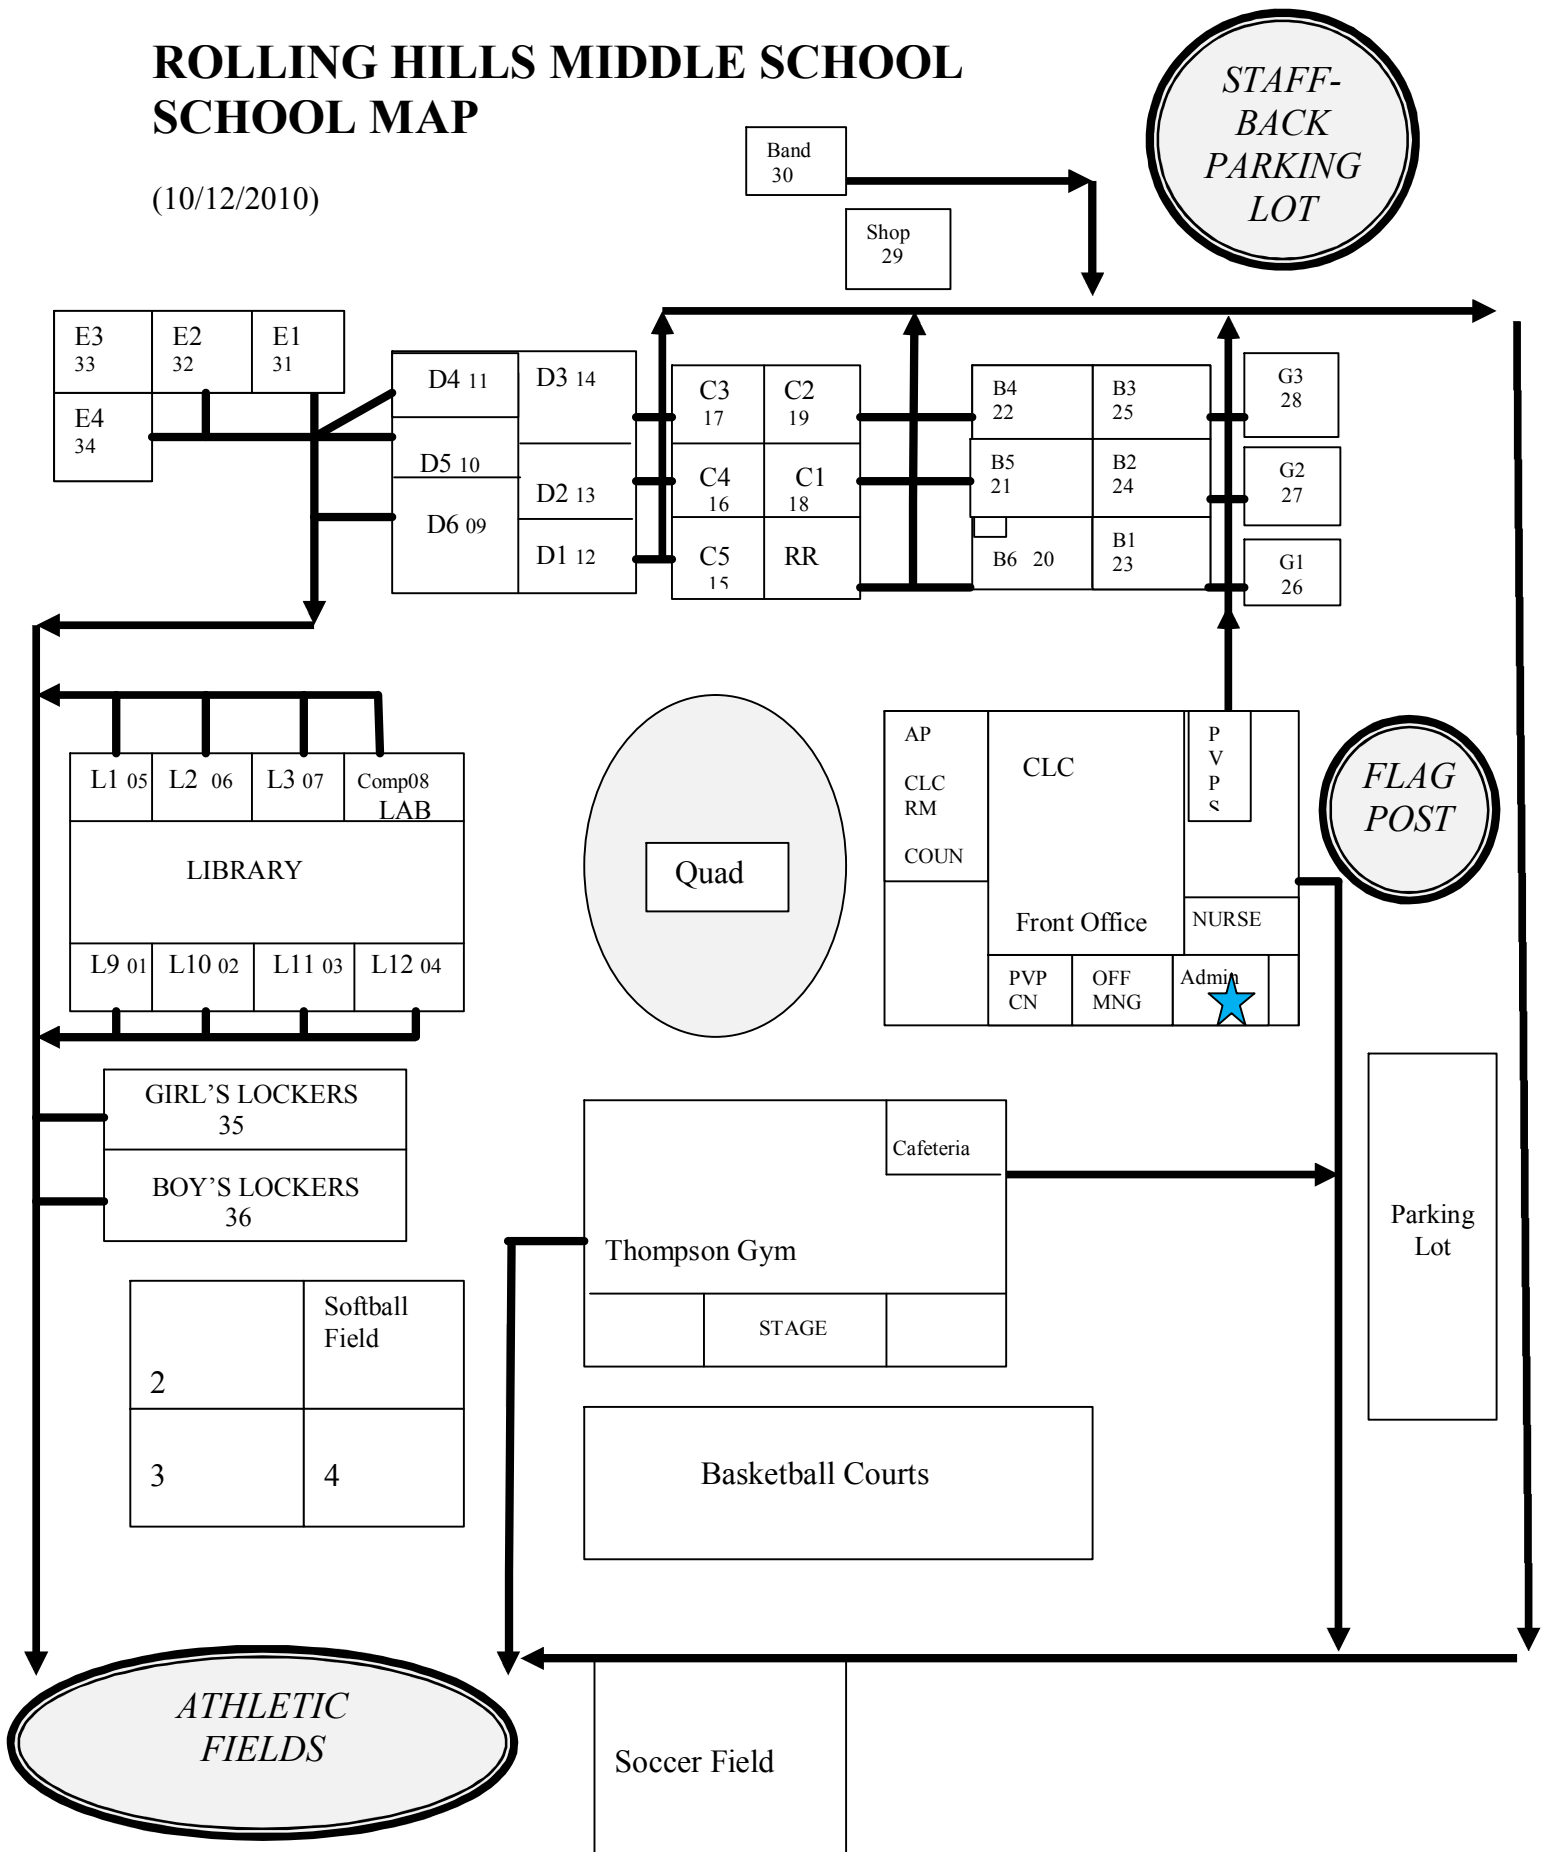 ROLLING HILLS MIDDLE SCHOOL
SCHOOL MAP
(10/12/2010)
STAFF-
BACK
PARKING
LOT
Band
30
Shop
29
E3
33
E2
32
E1
31
E4
34
D4 11
D3 14
D5 10
D2 13
D6 09
D1 12
C3
17
C2
19
C4
16
C1
18
C5
15
RR
B4
22
B3
25
B5
21
B2
24
B6 20
B1
23
G3
28
G2
27
G1
26
L1 05
L2 06
L3 07
Comp08
LAB
LIBRARY
L9 01
L10 02
L11 03
L12 04
Quad
AP
CLC
RM
COUN
CLC
P
V
P
S
Front Office
NURSE
PVP
CN
OFF
MNG
Admin
FLAG
POST
GIRL'S LOCKERS
35
BOY'S LOCKERS
36
Cafeteria
Thompson Gym
STAGE
Parking
Lot
Softball
Field
2
3
4
Basketball Courts
ATHLETIC
FIELDS
Soccer Field